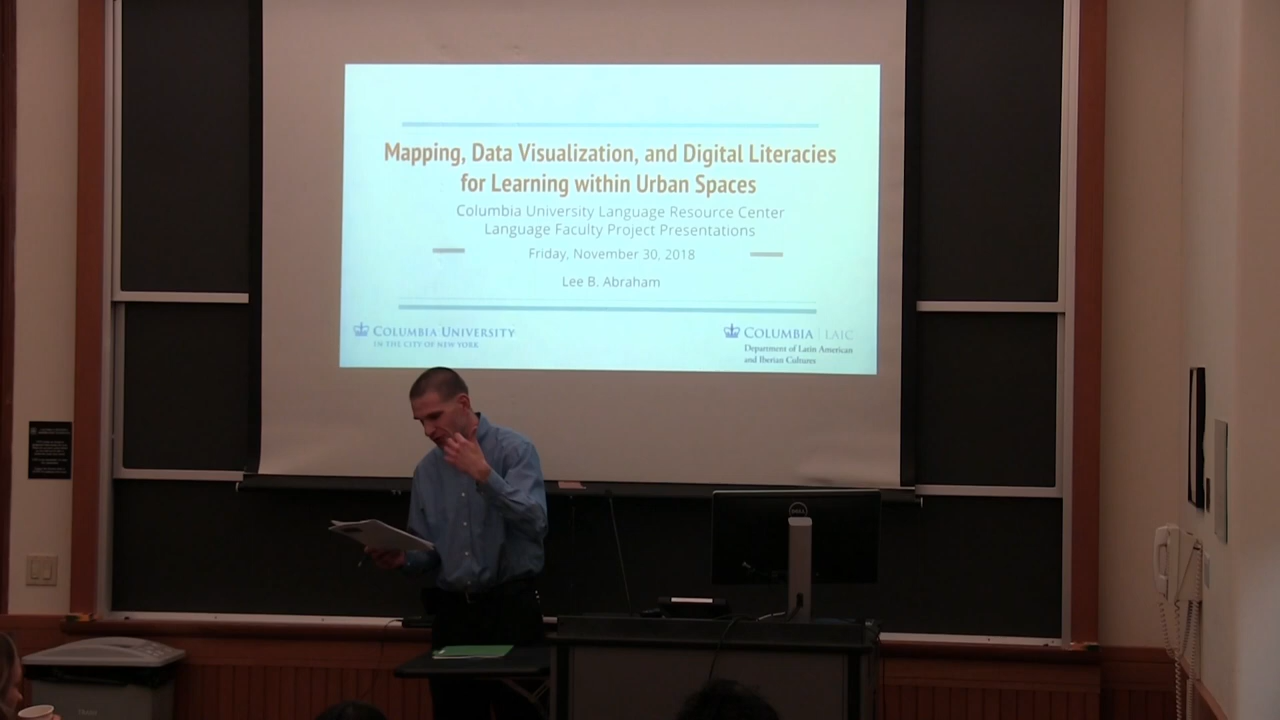 Mapping, Data Visualization, and Digital Literacies
for Learning within Urban Spaces
Columbia University Language Resource Center
Language Faculty Project Presentations
Friday, November 30, 2018
Lee B. Abraham
COLUMBIA UNIVERSITY
IN THE CITY OF NEW YORK
COLUMBIA | LAIC
Department of Latin American
and Iberian Cultures
DELL
TRASH